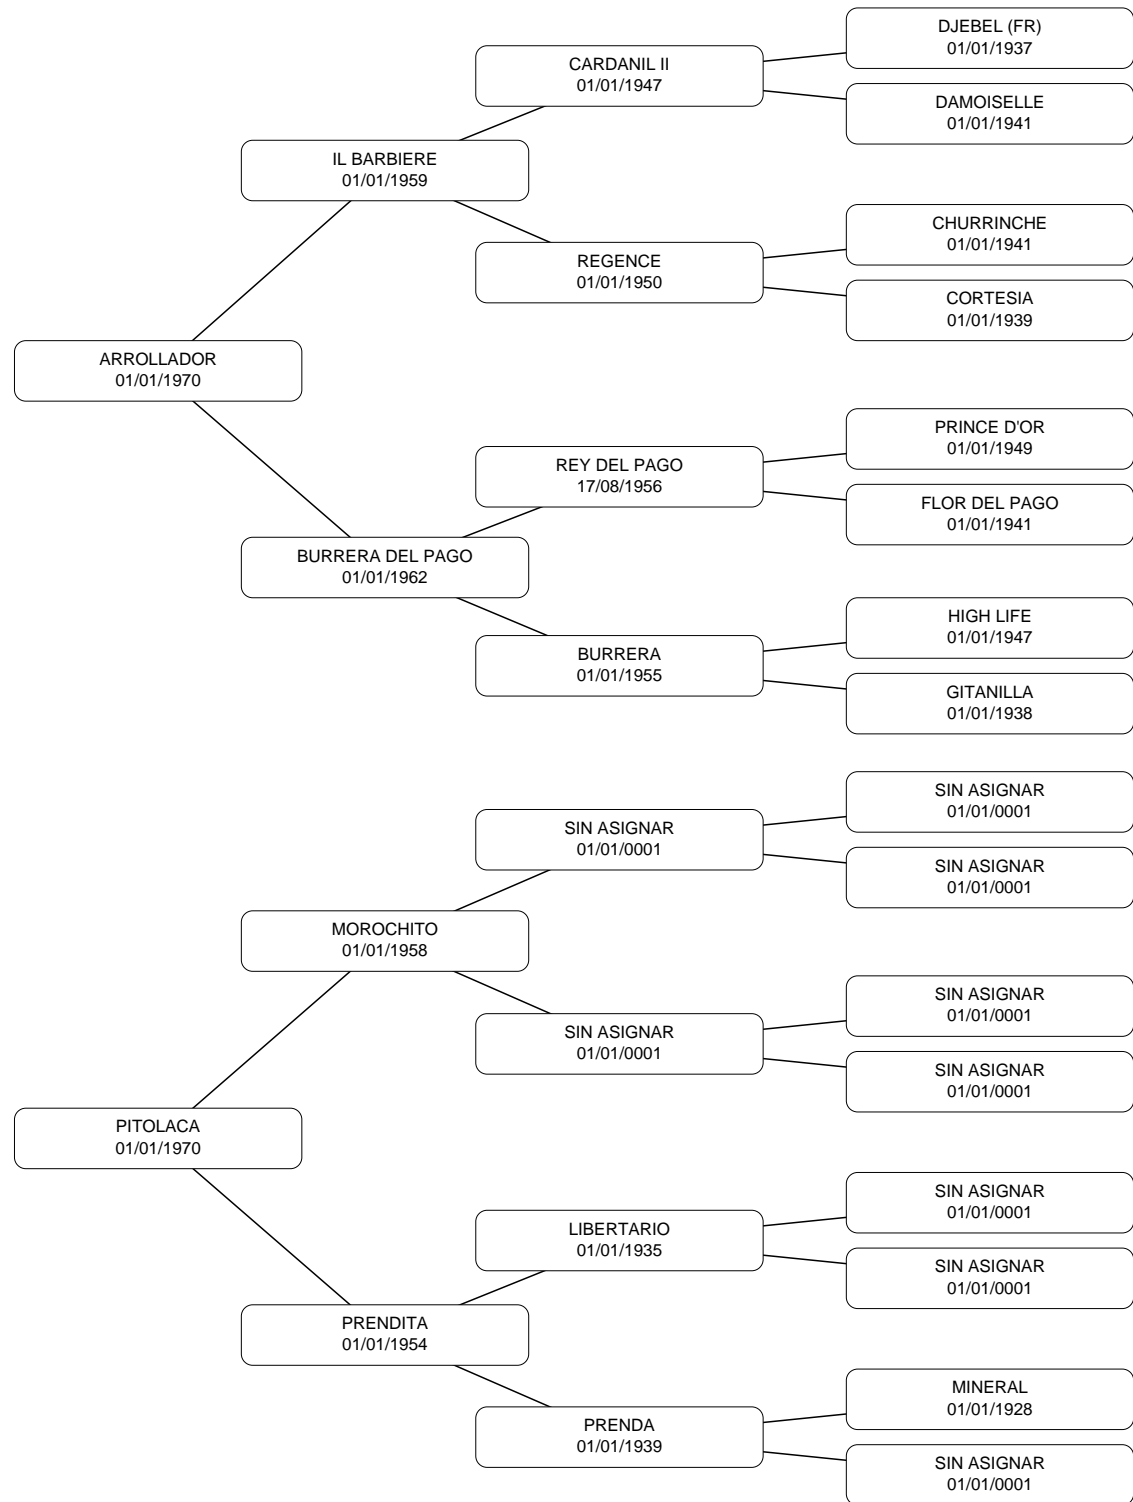 DJEBEL (FR)
01/01/1937
CARDANIL II
01/01/1947
DAMOISELLE
01/01/1941
IL BARBIERE
01/01/1959
CHURRINCHE
01/01/1941
REGENCE
01/01/1950
CORTESIA
01/01/1939
ARROLLADOR
01/01/1970
PRINCE D'OR
01/01/1949
REY DEL PAGO
17/08/1956
FLOR DEL PAGO
01/01/1941
BURRERA DEL PAGO
01/01/1962
HIGH LIFE
01/01/1947
BURRERA
01/01/1955
GITANILLA
01/01/1938
SIN ASIGNAR
01/01/0001
SIN ASIGNAR
01/01/0001
SIN ASIGNAR
01/01/0001
MOROCHITO
01/01/1958
SIN ASIGNAR
01/01/0001
SIN ASIGNAR
01/01/0001
SIN ASIGNAR
01/01/0001
PITOLACA
01/01/1970
SIN ASIGNAR
01/01/0001
LIBERTARIO
01/01/1935
SIN ASIGNAR
01/01/0001
PRENDITA
01/01/1954
MINERAL
01/01/1928
PRENDA
01/01/1939
SIN ASIGNAR
01/01/0001